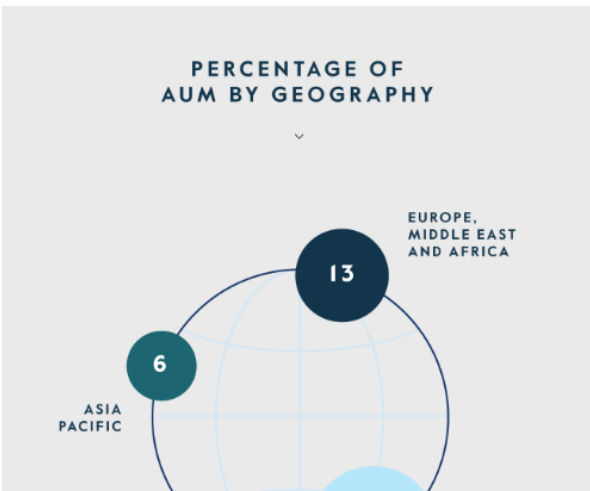 PERCENTAGE OF
AUM BY GEOGRAPHY
EUROPE,
MIDDLE EAST
AND AFRICA
13
6
ASIA
PACIFIC